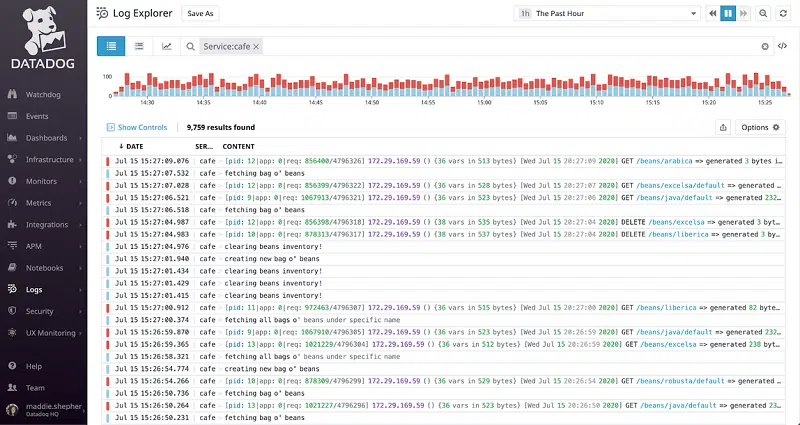 DATADOG
Watchdog
Events
Dashboards
Infrastructure
Monitors
Metrics
Integrations
APM
Notebooks
Logs
Security
UX Monitoring
Help
Team
maddie.shepher
Datadog HQ
Log Explorer
Save As
1h The Past Hour
Service:cafe ×
</>
100
0
14:30 14:35 14:40 14:45 14:50 14:55 15:00 15:05 15:10 15:15 15:20 15:25
Show Controls 9,759 results found Options
↓ DATE SER... CONTENT
Jul 15 15:27:09.076 cafe [pid: 12|app: 0|req: 856400/4796326] 172.29.169.59 () {36 vars in 513 bytes} [Wed Jul 15 20:27:09 2020] GET /beans/arabica => generated 3 bytes i…
Jul 15 15:27:07.532 cafe fetching bag o' beans
Jul 15 15:27:07.028 cafe [pid: 12|app: 0|req: 856399/4796322] 172.29.169.59 () {36 vars in 528 bytes} [Wed Jul 15 20:27:07 2020] GET /beans/excelsa/default => generated …
Jul 15 15:27:06.521 cafe [pid: 9|app: 0|req: 1067913/4796321] 172.29.169.59 () {36 vars in 523 bytes} [Wed Jul 15 20:27:06 2020] GET /beans/java/default => generated 232…
Jul 15 15:27:06.518 cafe fetching bag o' beans
Jul 15 15:27:04.987 cafe [pid: 12|app: 0|req: 856398/4796318] 172.29.169.59 () {38 vars in 535 bytes} [Wed Jul 15 20:27:04 2020] DELETE /beans/excelsa => generated 3 byt…
Jul 15 15:27:04.983 cafe [pid: 10|app: 0|req: 878313/4796317] 172.29.169.59 () {38 vars in 537 bytes} [Wed Jul 15 20:27:04 2020] DELETE /beans/liberica => generated 3 by…
Jul 15 15:27:04.976 cafe clearing beans inventory!
Jul 15 15:27:01.940 cafe creating new bag o' beans
Jul 15 15:27:01.434 cafe clearing beans inventory!
Jul 15 15:27:01.429 cafe clearing beans inventory!
Jul 15 15:27:01.415 cafe clearing beans inventory!
Jul 15 15:27:00.912 cafe [pid: 11|app: 0|req: 972463/4796307] 172.29.169.59 () {36 vars in 515 bytes} [Wed Jul 15 20:27:00 2020] GET /beans/liberica => generated 82 byte…
Jul 15 15:27:00.374 cafe fetching all bags o' beans under specific name
Jul 15 15:26:59.870 cafe [pid: 9|app: 0|req: 1067910/4796305] 172.29.169.59 () {36 vars in 523 bytes} [Wed Jul 15 20:26:59 2020] GET /beans/java/default => generated 232…
Jul 15 15:26:59.365 cafe [pid: 13|app: 0|req: 1021229/4796304] 172.29.169.59 () {36 vars in 512 bytes} [Wed Jul 15 20:26:59 2020] GET /beans/excelsa => generated 238 byt…
Jul 15 15:26:58.321 cafe fetching all bags o' beans under specific name
Jul 15 15:26:54.774 cafe creating new bag o' beans
Jul 15 15:26:54.266 cafe [pid: 10|app: 0|req: 878309/4796299] 172.29.169.59 () {36 vars in 529 bytes} [Wed Jul 15 20:26:54 2020] GET /beans/robusta/default => generated …
Jul 15 15:26:50.736 cafe fetching bag o' beans
Jul 15 15:26:50.264 cafe [pid: 13|app: 0|req: 1021227/4796296] 172.29.169.59 () {36 vars in 523 bytes} [Wed Jul 15 20:26:50 2020] GET /beans/java/default => generated 23…
Jul 15 15:26:50.231 cafe fetching bag o' beans